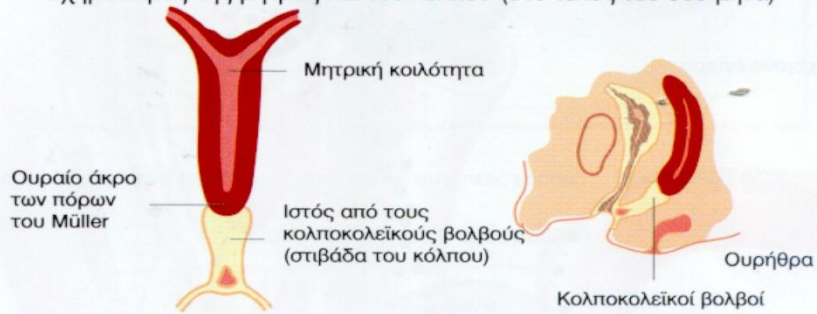 Μητρική κοιλότητα
Ουραίο άκρο
των πόρων
του Müller
Ιστός από τους
κολποκολεϊκούς βολβούς
(στιβάδα του κόλπου)
Ουρήθρα
Κολποκολεϊκοί βολβοί